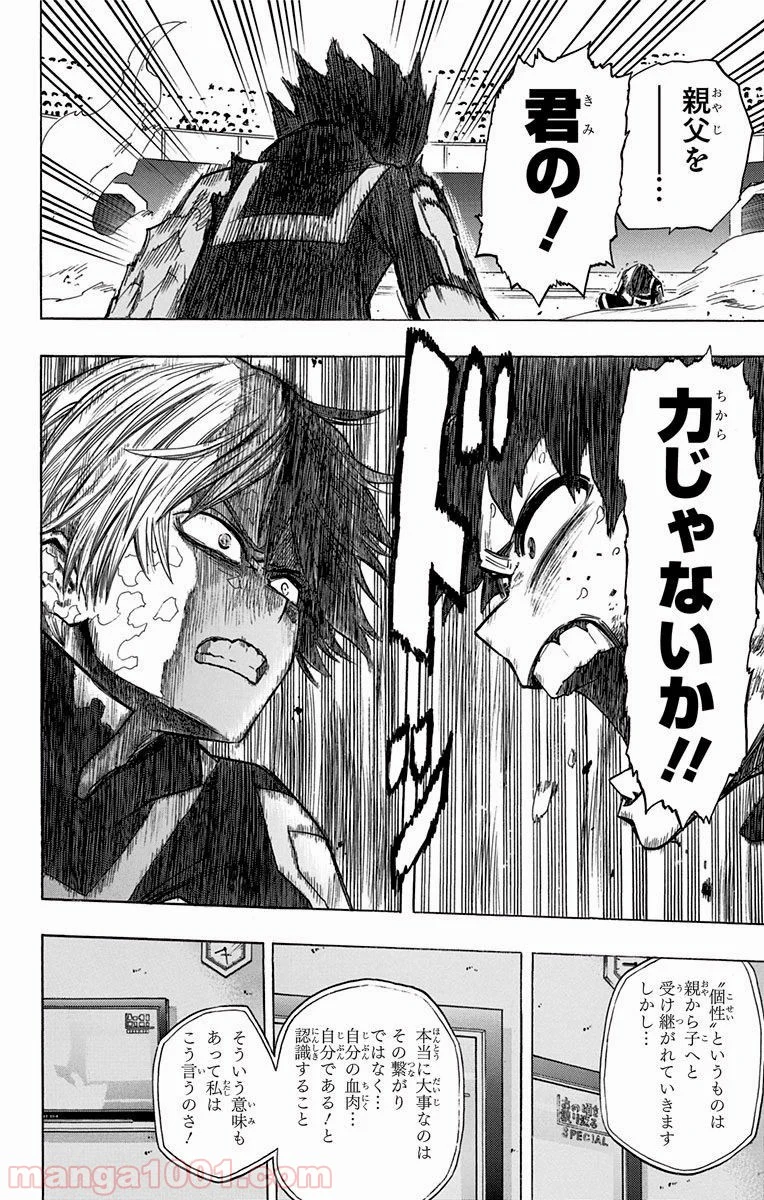 親父を
───…
君の!
力じゃないか!!
“個性”というものは
親から子へと
受け継がれていきます
しかし…
本当に大事なのは
その繋がり
ではなく…
自分の血肉…
自分である!と
認識すること
そういう意味も
あって私は
こう言うのさ!
SPECIAL
manga1001.com